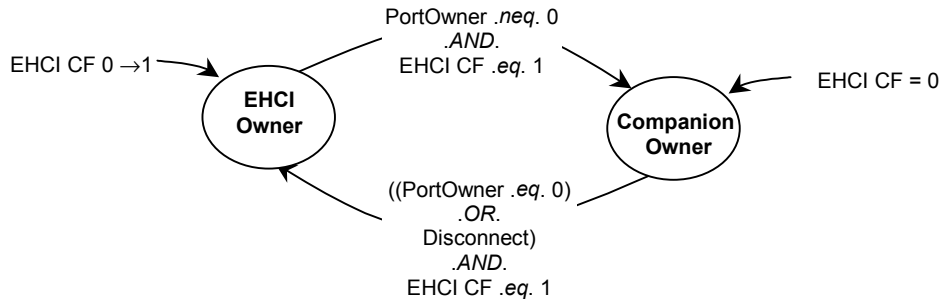 PortOwner .neq. 0
.AND.
EHCI CF .eq. 1
EHCI CF 0 →1
EHCI CF = 0
EHCI
Owner
Companion
Owner
((PortOwner .eq. 0)
.OR.
Disconnect)
.AND.
EHCI CF .eq. 1